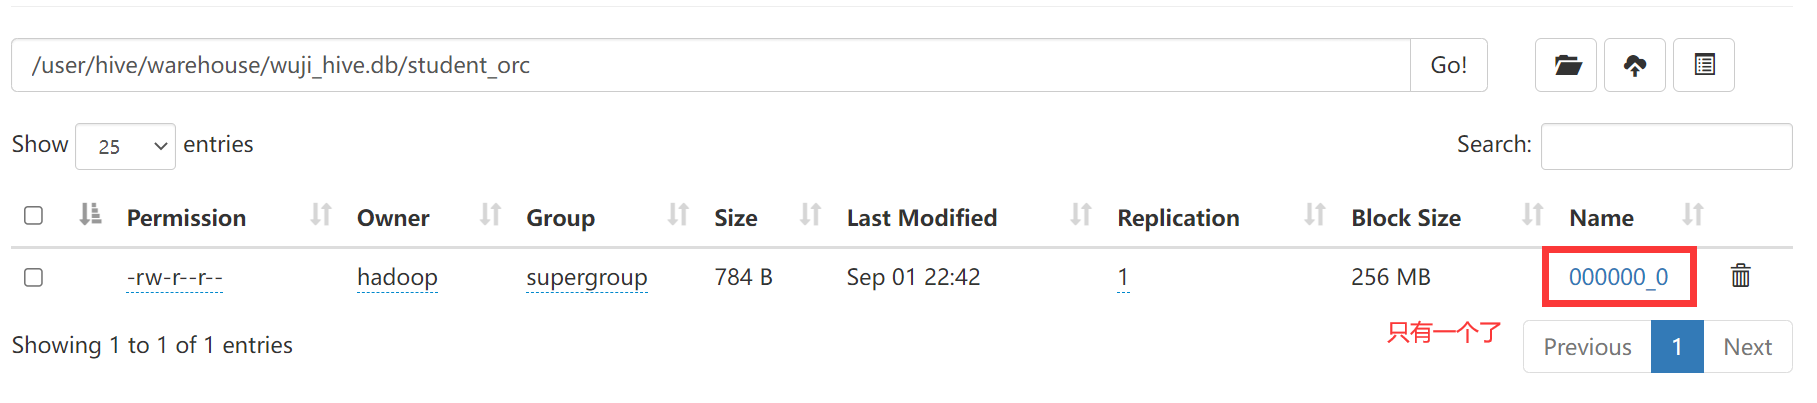 /user/hive/warehouse/wuji_hive.db/student_orc Go!
Show 25 entries Search:
Permission Owner Group Size Last Modified Replication Block Size Name
-rw-r--r-- hadoop supergroup 784 B Sep 01 22:42 1 256 MB 000000_0
只有一个了
Showing 1 to 1 of 1 entries Previous 1 Next